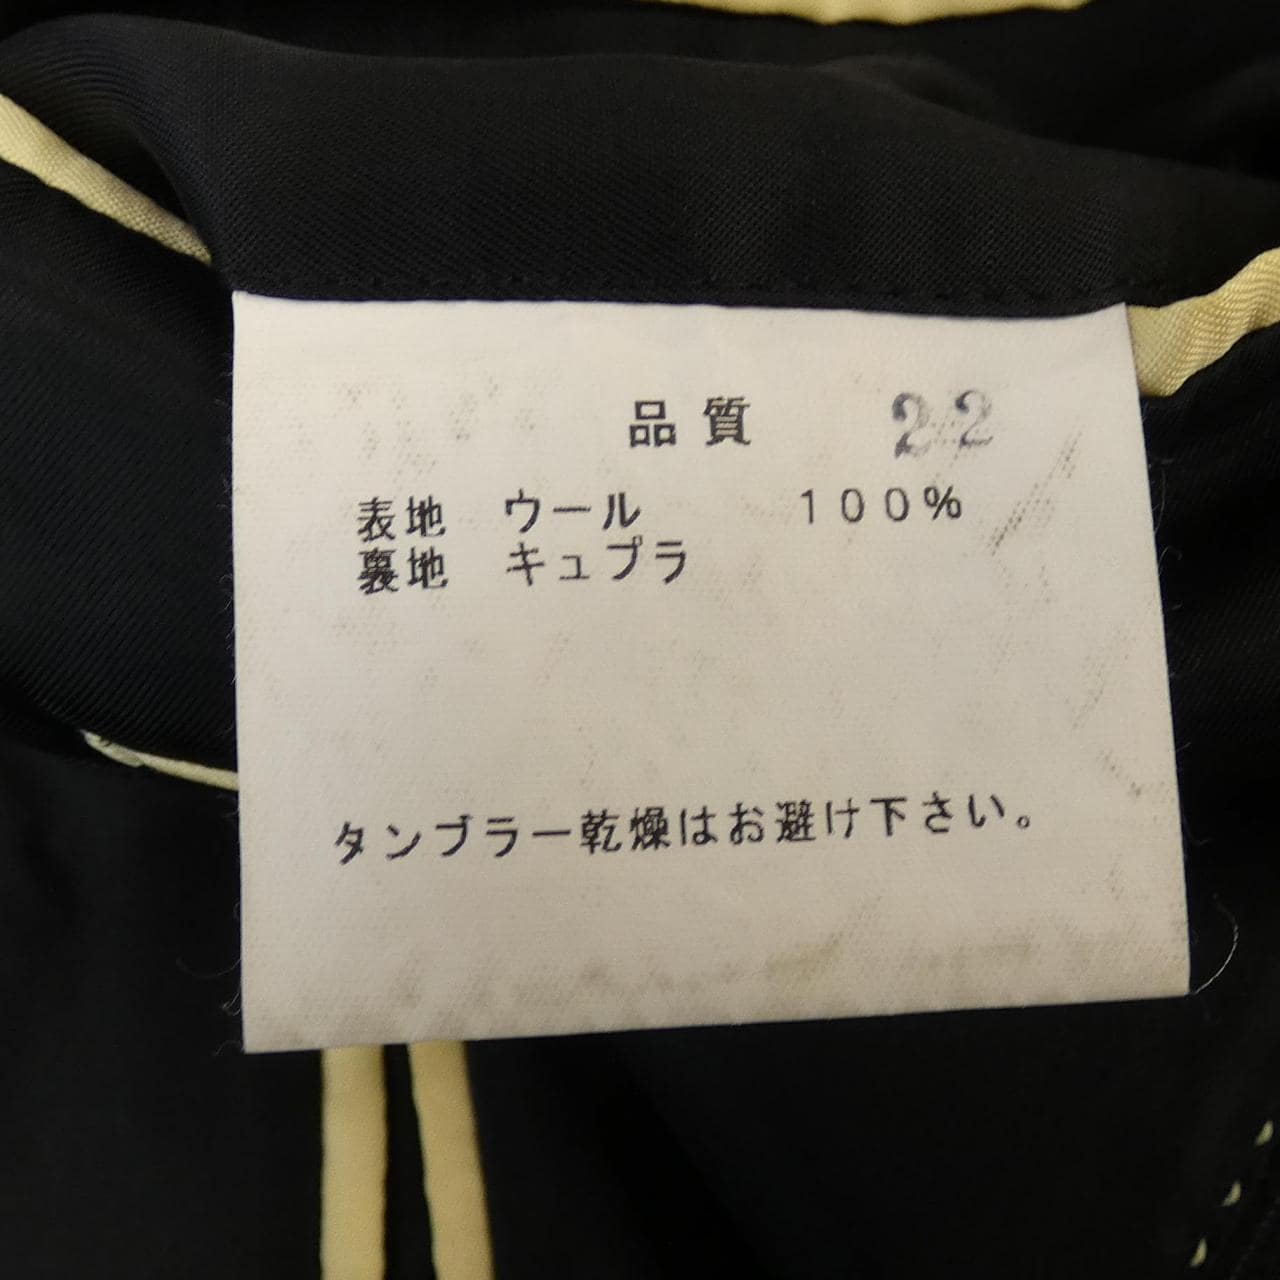 品質 22
表地 ウール 100%
裏地 キュプラ
タンブラー乾燥はお避け下さい。